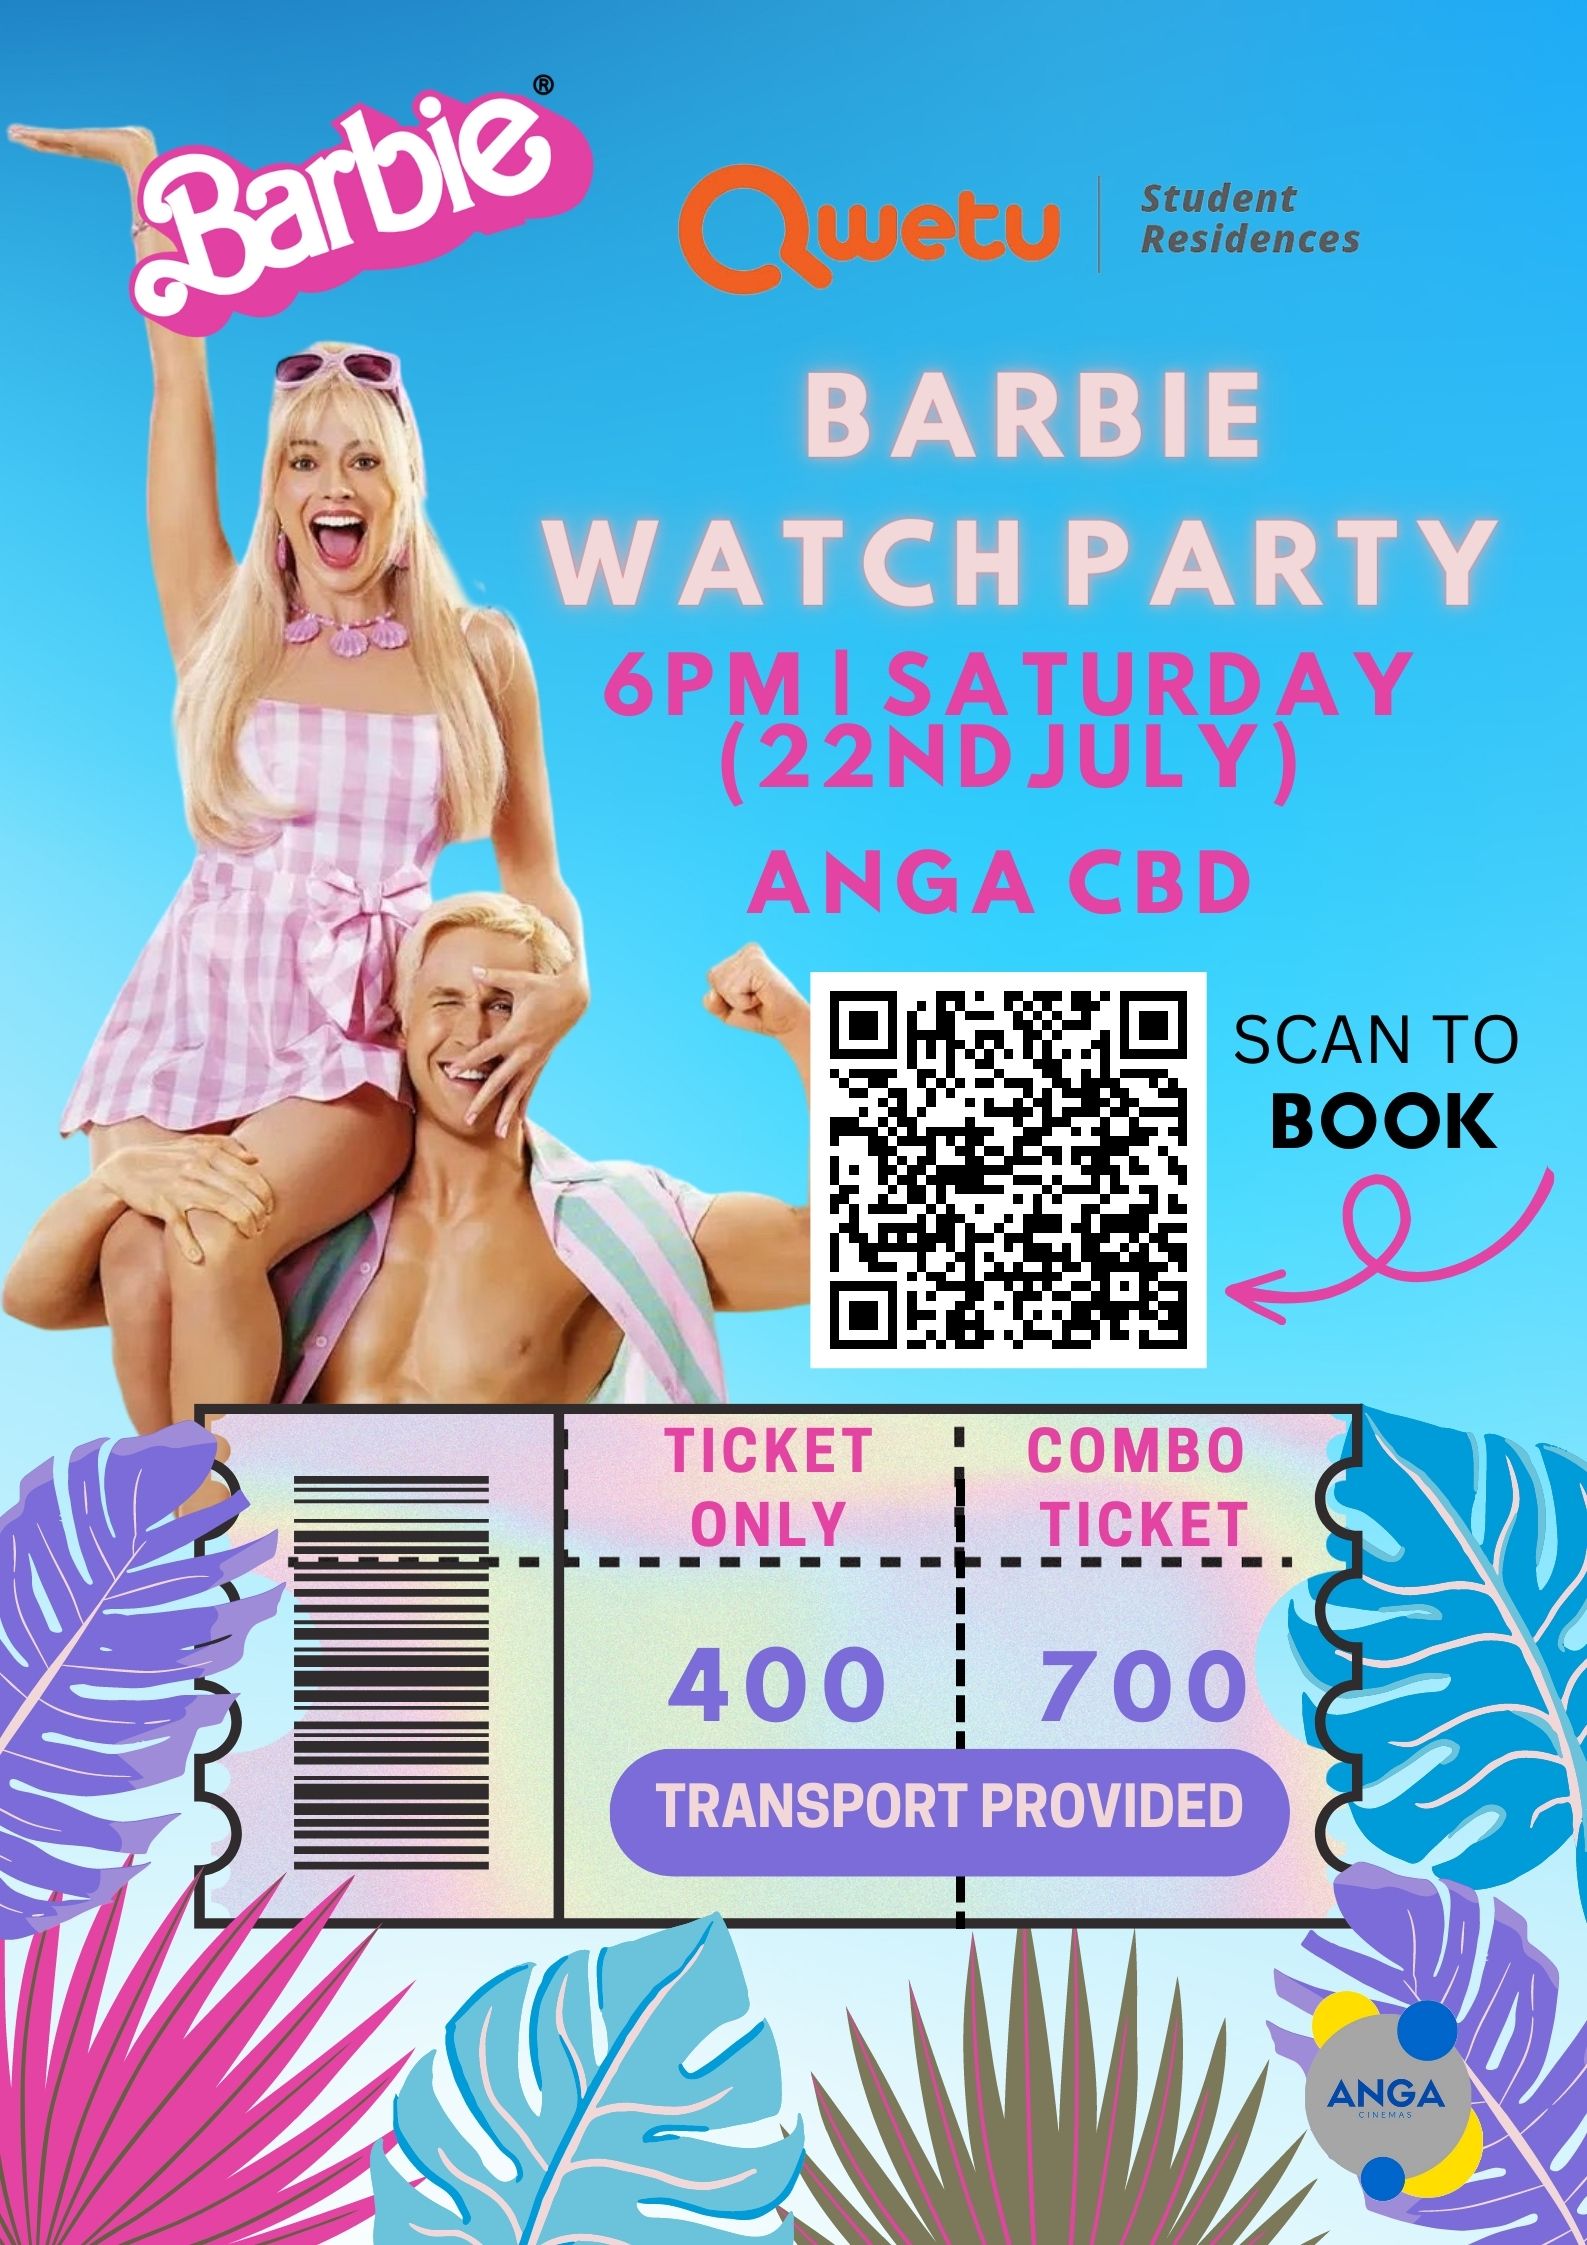 Barbie®
Qwetu
Student
Residences
BARBIE
WATCH PARTY
6PM | SATURDAY
(22ND JULY)
ANGA CBD
SCAN TO
BOOK
TICKET
ONLY
COMBO
TICKET
400
700
TRANSPORT PROVIDED
ANGA
CINEMAS